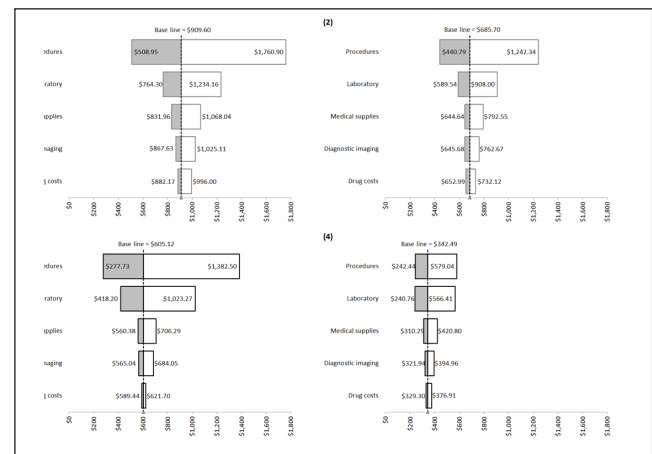 Base line = $909.60
edures $508.95 $1,760.90
ratory $764.30 $1,234.16
upplies $831.96 $1,068.04
naging $867.63 $1,025.11
g costs $882.17 $996.00
$0 $200 $400 $600 $800 $1,000 $1,200 $1,400 $1,600 $1,800
(2)
Base line = $685.70
Procedures $440.79 $1,242.34
Laboratory $589.54 $908.00
Medical supplies $644.64 $792.55
Diagnostic imaging $645.68 $762.67
Drug costs $652.99 $732.12
$0 $200 $400 $600 $800 $1,000 $1,200 $1,400 $1,600 $1,800
Base line = $605.12
edures $277.73 $1,382.50
ratory $418.20 $1,023.27
upplies $560.38 $706.29
naging $565.04 $684.05
g costs $589.44 $621.70
$0 $200 $400 $600 $800 $1,000 $1,200 $1,400 $1,600 $1,800
(4)
Base line = $342.49
Procedures $242.44 $579.04
Laboratory $240.76 $566.41
Medical supplies $310.29 $420.80
Diagnostic imaging $321.94 $394.96
Drug costs $329.30 $376.91
$0 $200 $400 $600 $800 $1,000 $1,200 $1,400 $1,600 $1,800